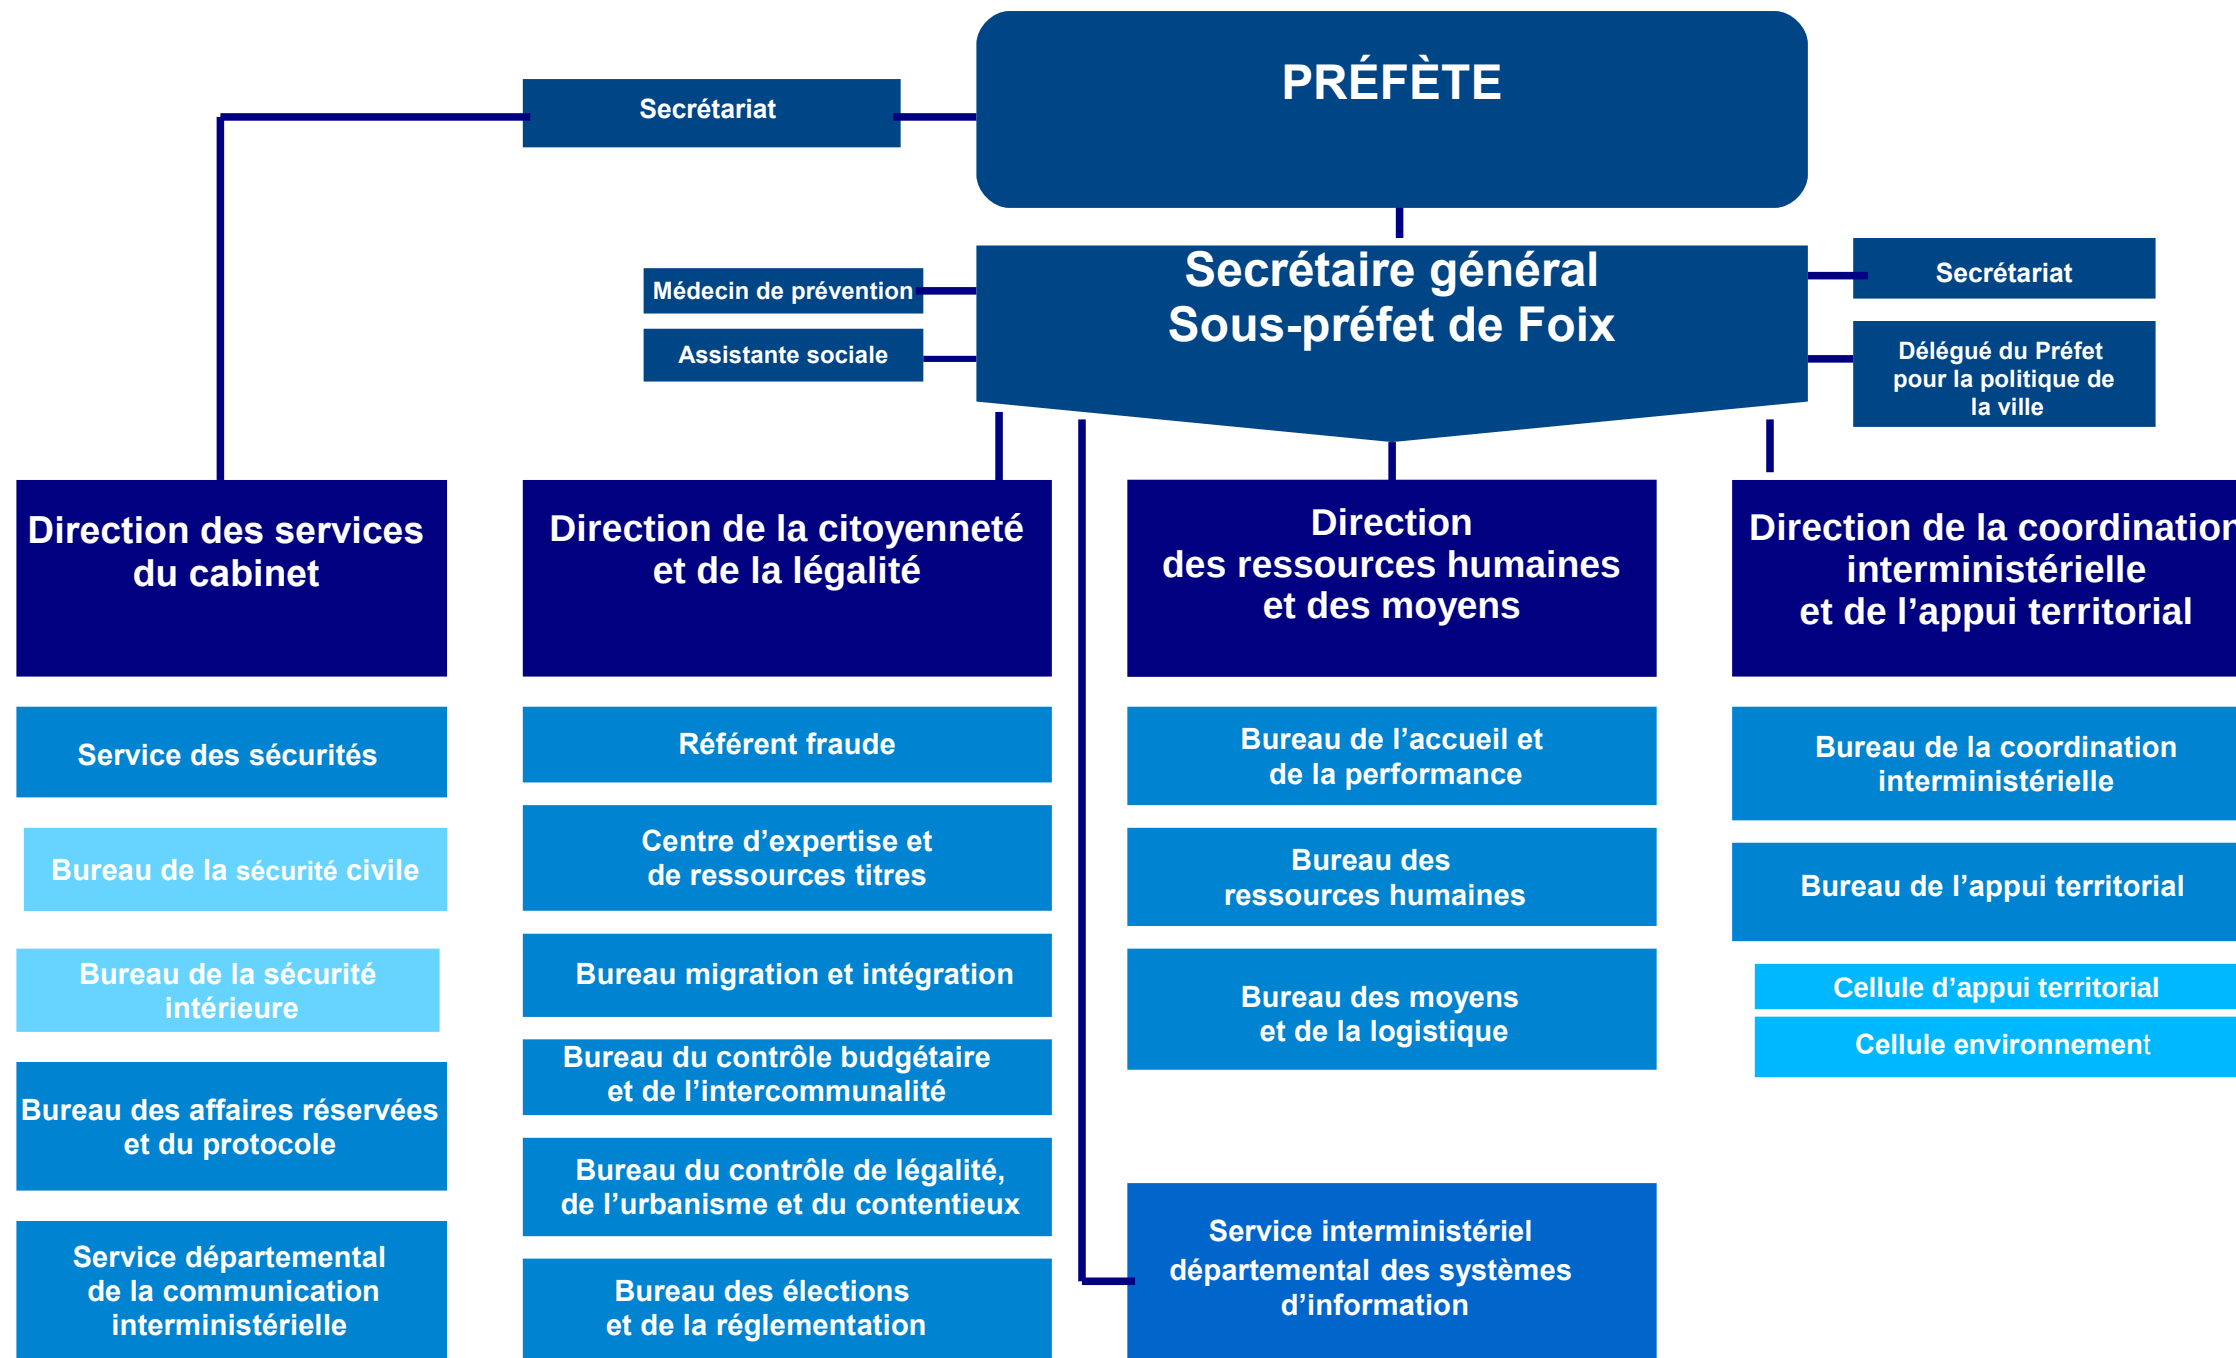 PRÉFÈTE
Secrétariat
Secrétaire général
Sous-préfet de Foix
Médecin de prévention
Assistante sociale
Secrétariat
Délégué du Préfet
pour la politique de
la ville
Direction des services
du cabinet
Service des sécurités
Bureau de la sécurité civile
Bureau de la sécurité
intérieure
Bureau des affaires réservées
et du protocole
Service départemental
de la communication
interministérielle
Direction de la citoyenneté
et de la légalité
Référent fraude
Centre d’expertise et
de ressources titres
Bureau migration et intégration
Bureau du contrôle budgétaire
et de l’intercommunalité
Bureau du contrôle de légalité,
de l’urbanisme et du contentieux
Bureau des élections
et de la réglementation
Direction
des ressources humaines
et des moyens
Bureau de l’accueil et
de la performance
Bureau des
ressources humaines
Bureau des moyens
et de la logistique
Service interministériel
départemental des systèmes
d’information
Direction de la coordination
interministérielle
et de l’appui territorial
Bureau de la coordination
interministérielle
Bureau de l’appui territorial
Cellule d’appui territorial
Cellule environnement